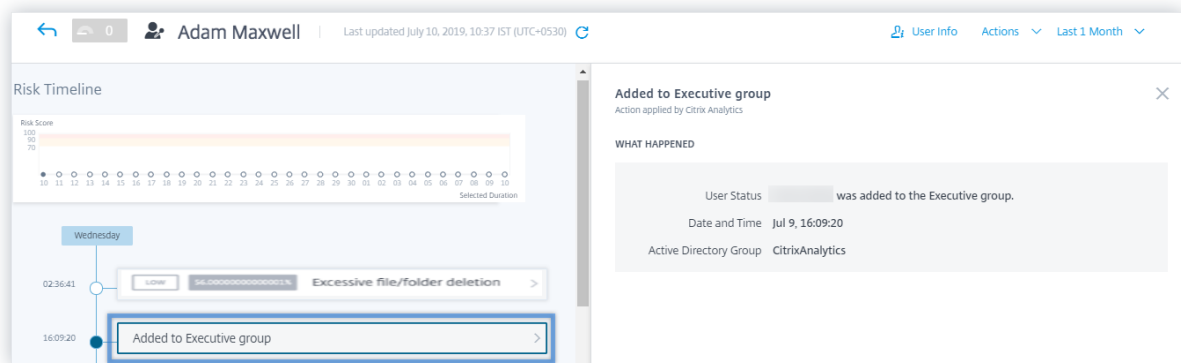 0 Adam Maxwell Last updated July 10, 2019, 10:37 IST (UTC+0530) User Info Actions Last 1 Month
Risk Timeline
Risk Score
100
90
70
10 11 12 13 14 15 16 17 18 19 20 21 22 23 24 25 26 27 28 29 30 01 02 03 04 05 06 07 08 09 10
Selected Duration
Wednesday
02:36:41 LOW 56.00000000000001% Excessive file/folder deletion
16:09:20 Added to Executive group
Added to Executive group
Action applied by Citrix Analytics
WHAT HAPPENED
User Status was added to the Executive group.
Date and Time Jul 9, 16:09:20
Active Directory Group CitrixAnalytics